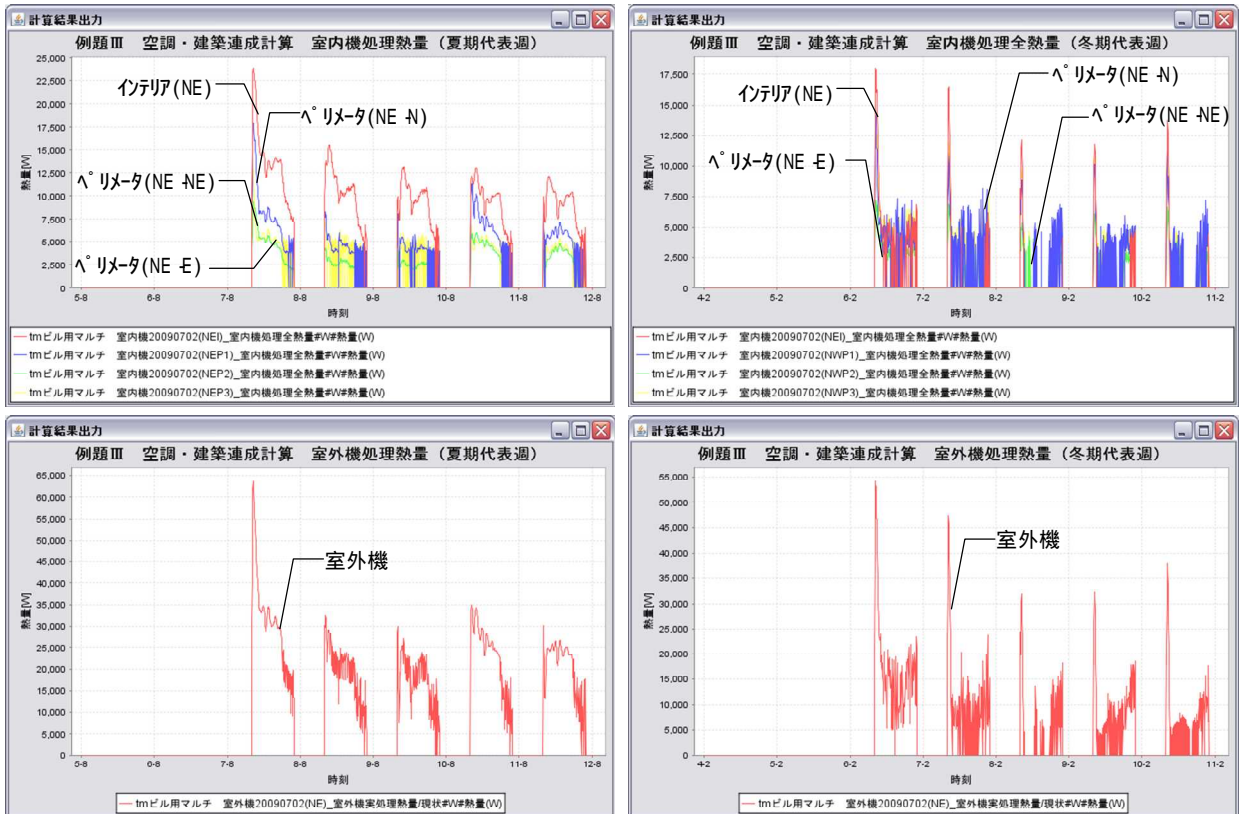 計算結果出力
例題Ⅲ 空調・建築連成計算 室内機処理熱量(夏期代表週)
25,000
22,500
20,000
17,500
15,000
12,500
10,000
7,500
5,000
2,500
0
熱量[W]
インテリア(NE)
ペリメータ(NE-N)
ペリメータ(NE-NE)
ペリメータ(NE-E)
5-8 6-8 7-8 8-8 9-8 10-8 11-8 12-8
時刻
tmビル用マルチ 室内機20090702(NEI)_室内機処理全熱量#W#熱量(W)
tmビル用マルチ 室内機20090702(NEP1)_室内機処理全熱量#W#熱量(W)
tmビル用マルチ 室内機20090702(NEP2)_室内機処理全熱量#W#熱量(W)
tmビル用マルチ 室内機20090702(NEP3)_室内機処理全熱量#W#熱量(W)
計算結果出力
例題Ⅲ 空調・建築連成計算 室内機処理全熱量(冬期代表週)
17,500
15,000
12,500
10,000
7,500
5,000
2,500
0
熱量[W]
インテリア(NE)
ペリメータ(NE-N)
ペリメータ(NE-NE)
ペリメータ(NE-E)
4-2 5-2 6-2 7-2 8-2 9-2 10-2 11-2
時刻
tmビル用マルチ 室内機20090702(NEI)_室内機処理全熱量#W#熱量(W)
tmビル用マルチ 室内機20090702(NWP1)_室内機処理全熱量#W#熱量(W)
tmビル用マルチ 室内機20090702(NWP2)_室内機処理全熱量#W#熱量(W)
tmビル用マルチ 室内機20090702(NWP3)_室内機処理全熱量#W#熱量(W)
計算結果出力
例題Ⅲ 空調・建築連成計算 室外機処理熱量(夏期代表週)
65,000
60,000
55,000
50,000
45,000
40,000
35,000
30,000
25,000
20,000
15,000
10,000
5,000
0
熱量[W]
室外機
5-8 6-8 7-8 8-8 9-8 10-8 11-8 12-8
時刻
tmビル用マルチ 室外機20090702(NE)_室外機実処理熱量/現状#W#熱量(W)
計算結果出力
例題Ⅲ 空調・建築連成計算 室外機処理熱量(冬期代表週)
55,000
50,000
45,000
40,000
35,000
30,000
25,000
20,000
15,000
10,000
5,000
0
熱量[W]
室外機
4-2 5-2 6-2 7-2 8-2 9-2 10-2 11-2
時刻
tmビル用マルチ 室外機20090702(NE)_室外機実処理熱量/現状#W#熱量(W)